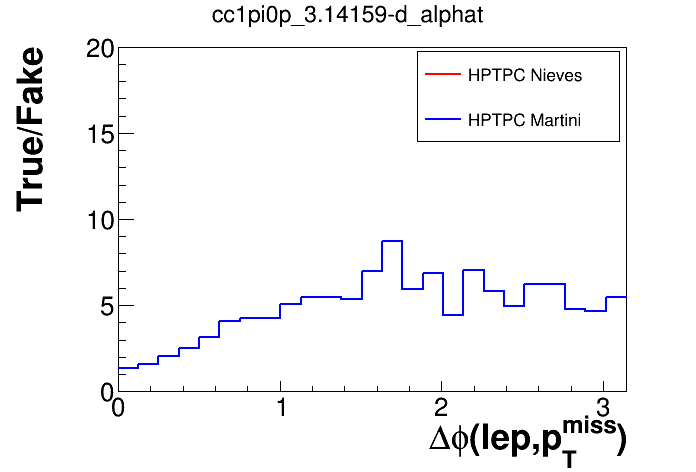 cc1pi0p_3.14159-d_alphat
True/Fake
20
15
10
5
0
HPTPC Nieves
HPTPC Martini
0 1 2 3
Δϕ(lep,p_T^miss)